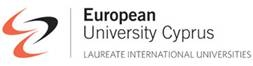 European
University Cyprus
LAUREATE INTERNATIONAL UNIVERSITIES